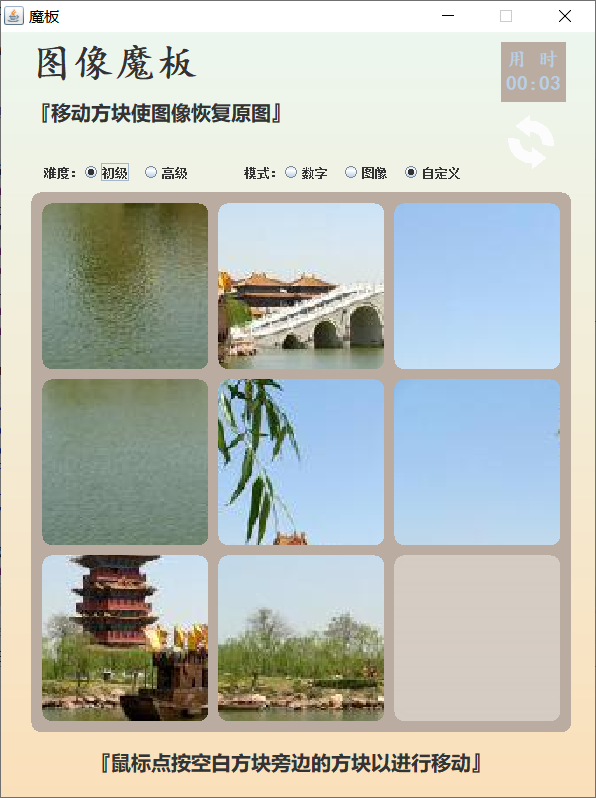 魔板
图像魔板
用 时
00:03
『移动方块使图像恢复原图』
难度： 初级 高级 模式： 数字 图像 自定义
『鼠标点按空白方块旁边的方块以进行移动』